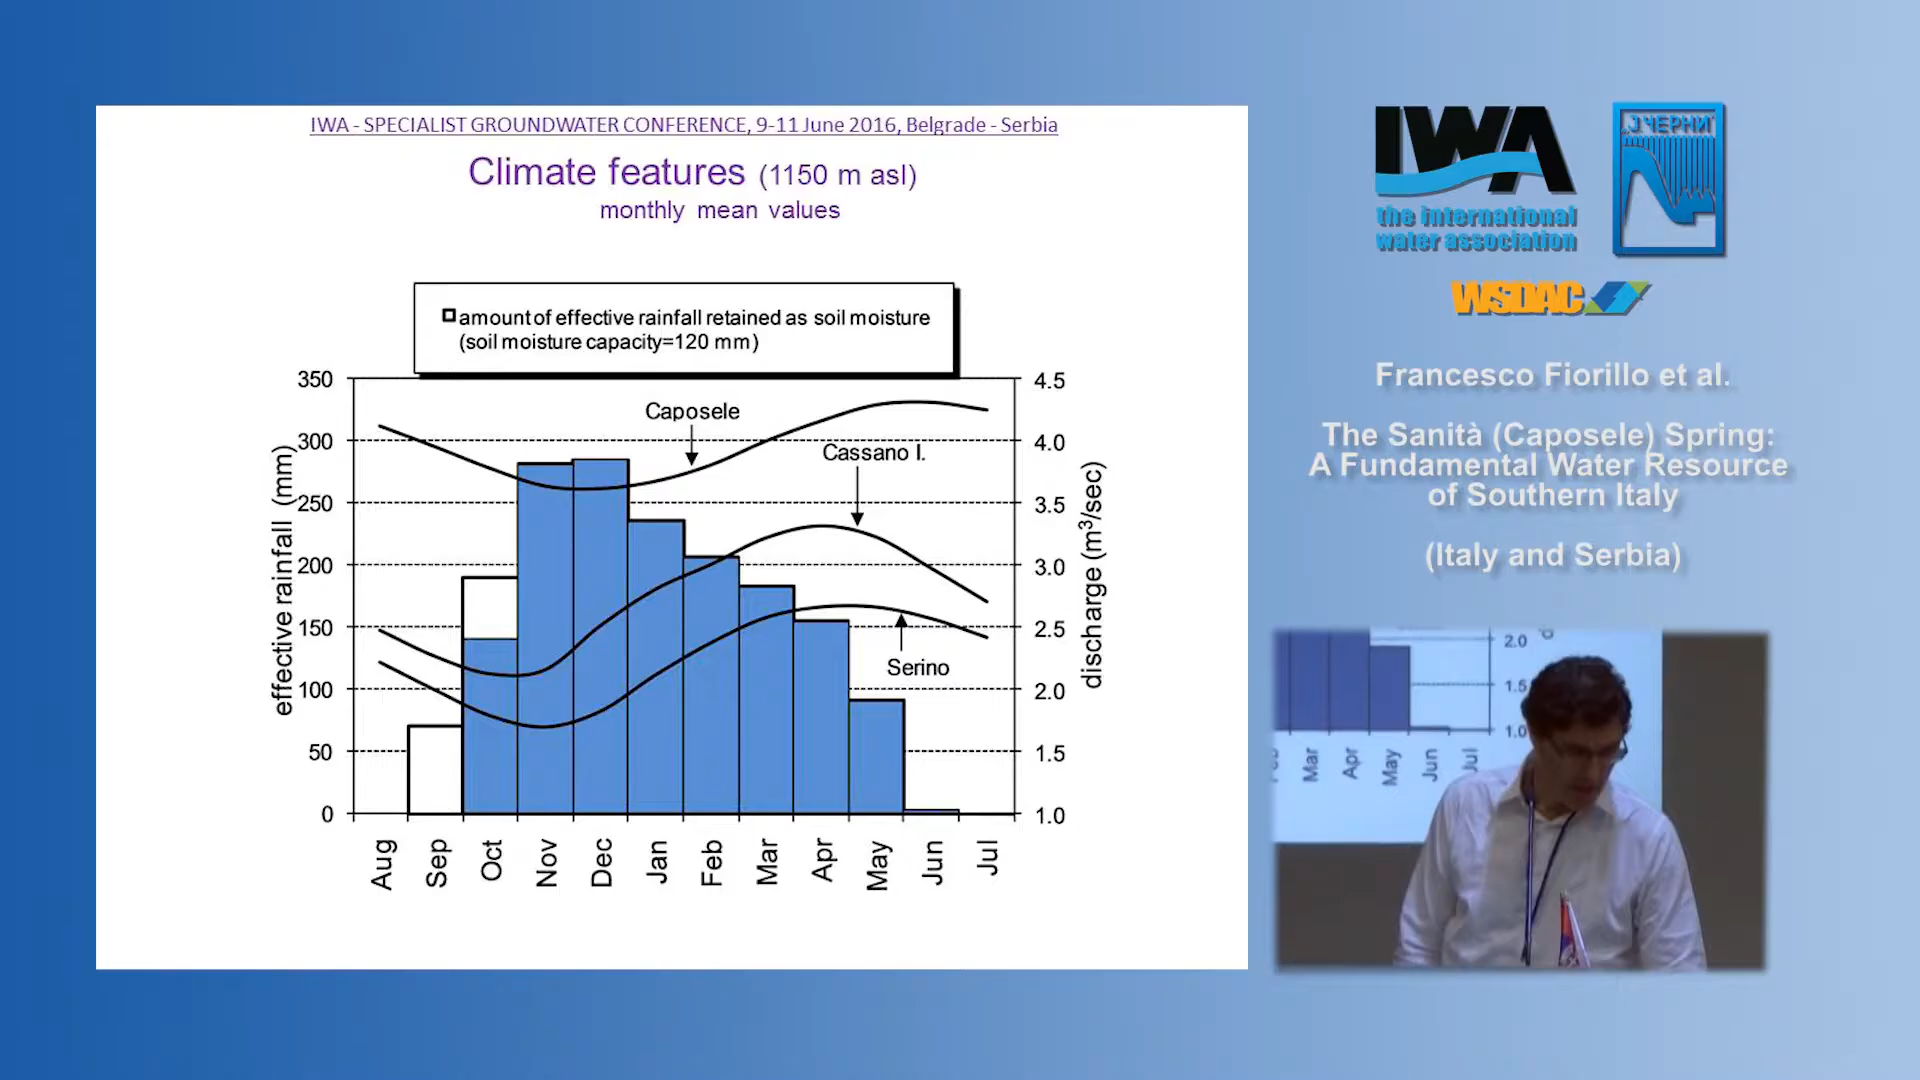 IWA - SPECIALIST GROUNDWATER CONFERENCE, 9-11 June 2016, Belgrade - Serbia
Climate features (1150 m asl)
monthly mean values
amount of effective rainfall retained as soil moisture
(soil moisture capacity=120 mm)
350
300
250
200
150
100
50
0
effective rainfall (mm)
Caposele
Cassano I.
Serino
4.5
4.0
3.5
3.0
2.5
2.0
1.5
1.0
discharge (m³/sec)
Aug
Sep
Oct
Nov
Dec
Jan
Feb
Mar
Apr
May
Jun
Jul
IWA
the international
water association
J ЧЕРНИ
WSDAC
Francesco Fiorillo et al.
The Sanità (Caposele) Spring:
A Fundamental Water Resource
of Southern Italy
(Italy and Serbia)
2.0
1.5
1.0
Mar
Apr
May
Jun
Jul